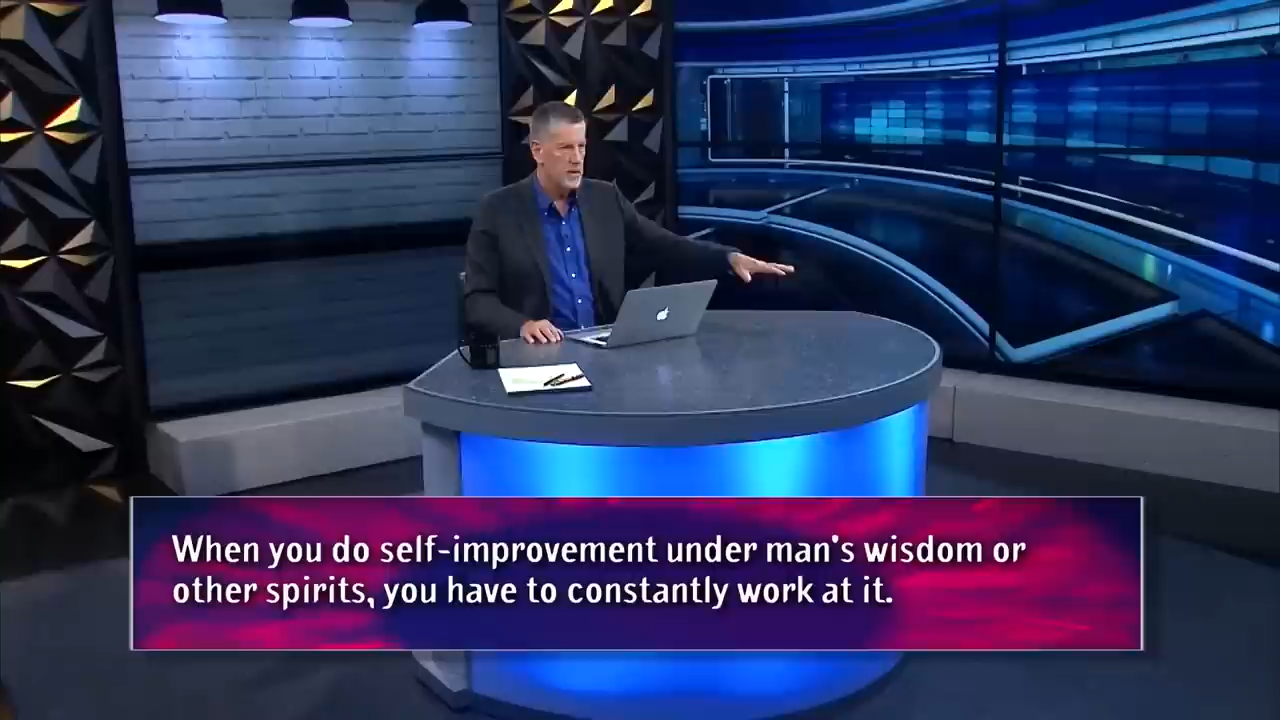 When you do self-improvement under man's wisdom or
other spirits, you have to constantly work at it.